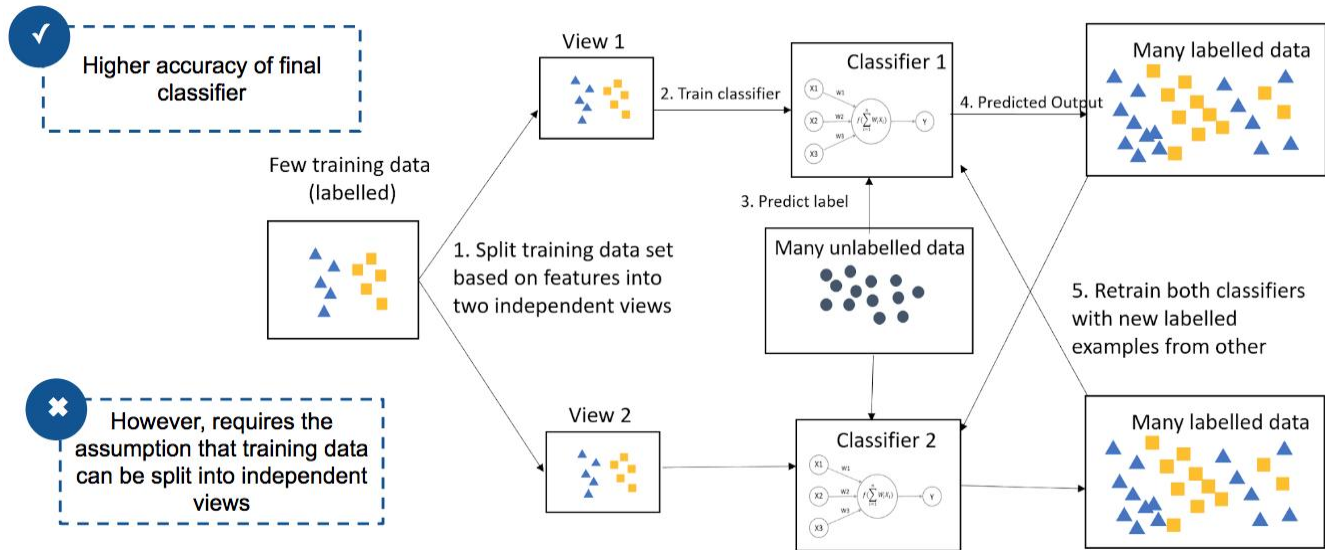 ✓
Higher accuracy of final
classifier
Few training data
(labelled)
1. Split training data set
based on features into
two independent views
✖
However, requires the
assumption that training data
can be split into independent
views
View 1
View 2
2. Train classifier
Classifier 1
X1
X2
X3
W1
W2
W3
Y
3. Predict label
Many unlabelled data
Classifier 2
X1
X2
X3
W1
W2
W3
Y
4. Predicted Output
Many labelled data
5. Retrain both classifiers
with new labelled
examples from other
Many labelled data